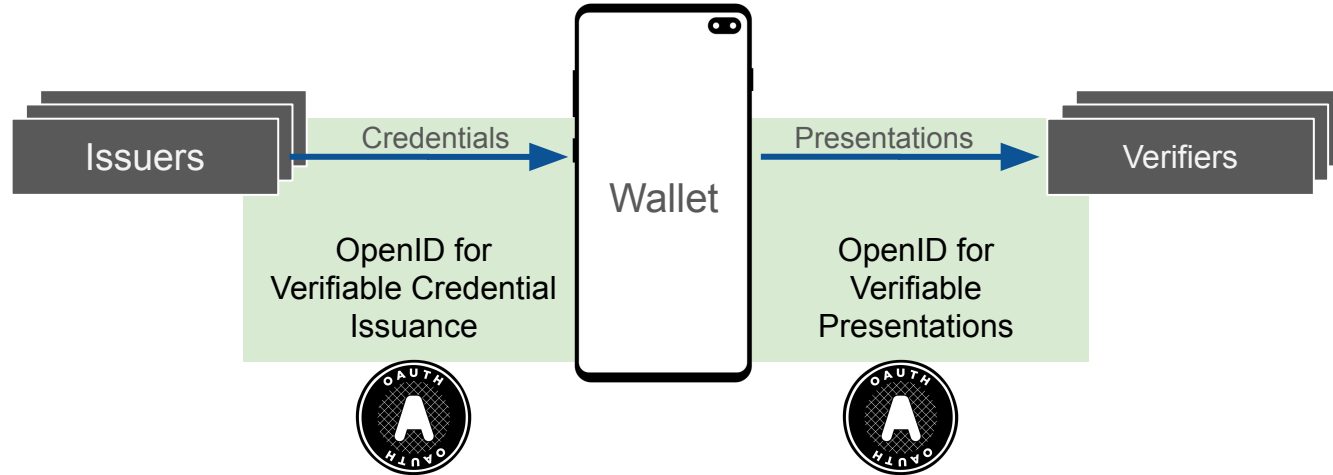 Issuers
Credentials
Wallet
Presentations
Verifiers
OpenID for
Verifiable Credential
Issuance
OpenID for
Verifiable
Presentations
OAUTH
A
OAUTH
OAUTH
A
OAUTH